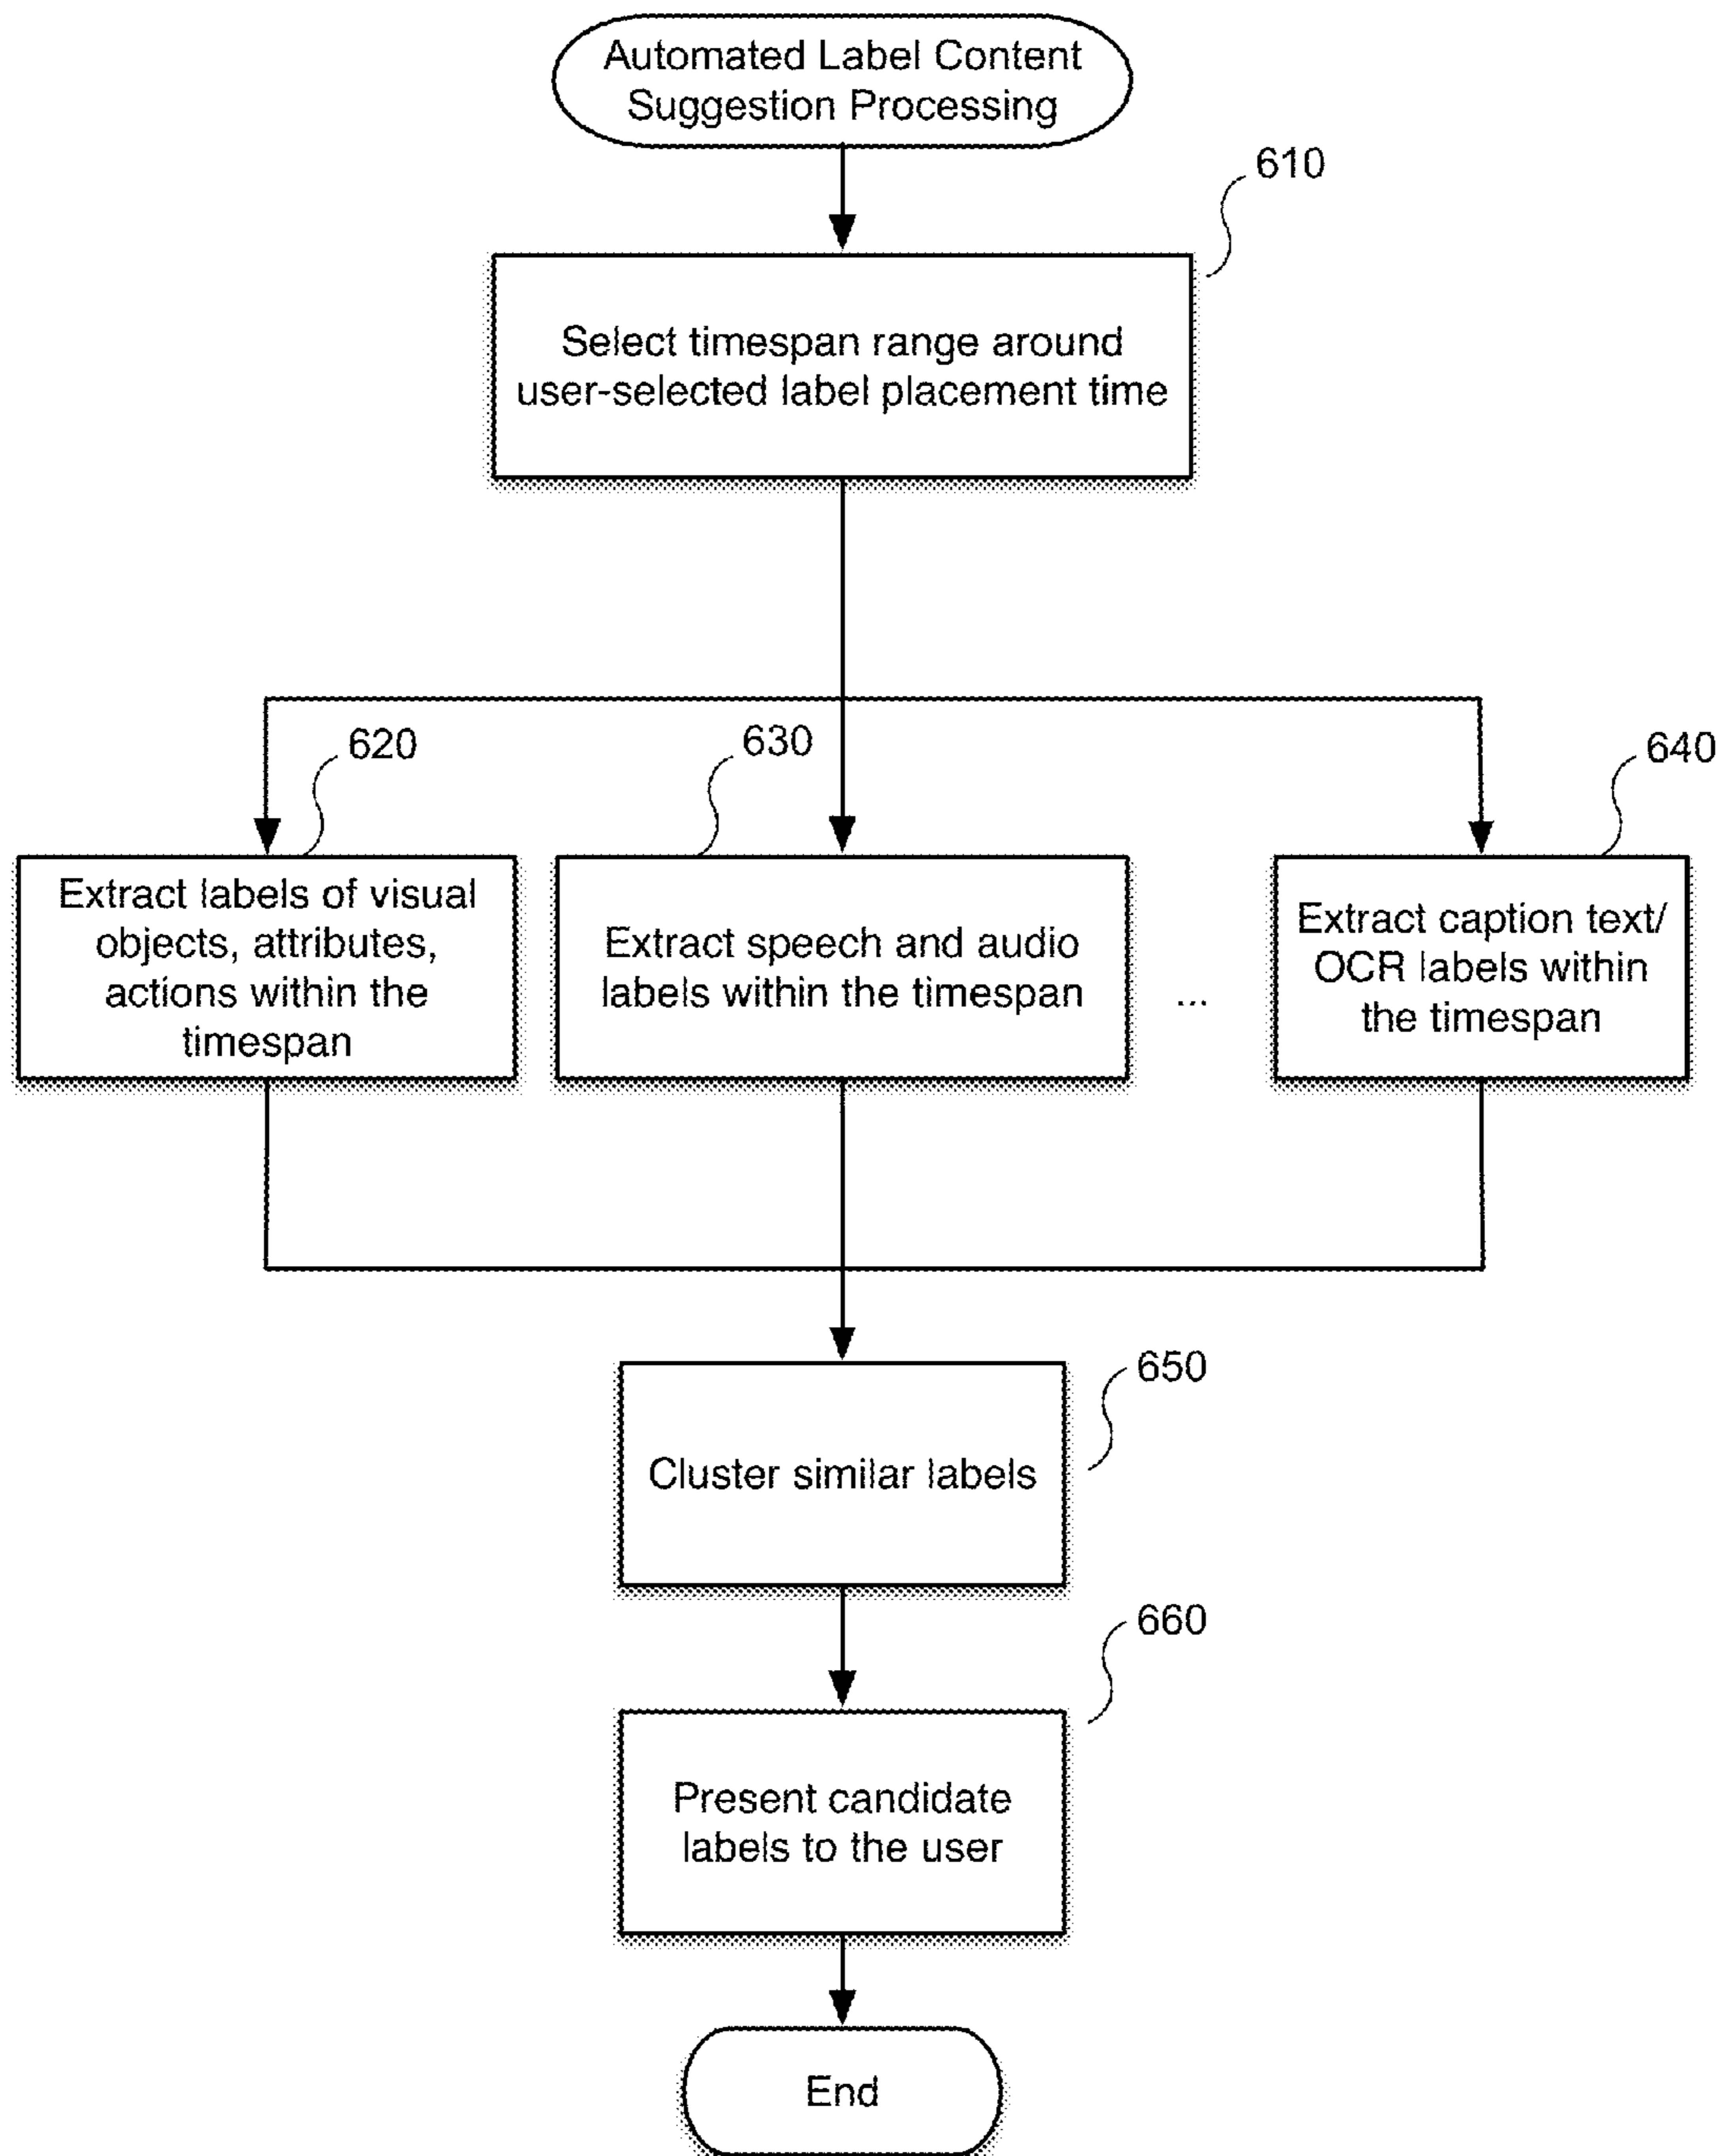 Automated Label Content
Suggestion Processing
610
Select timespan range around
user-selected label placement time
620
630
640
Extract labels of visual
objects, attributes,
actions within the
timespan
Extract speech and audio
labels within the timespan
...
Extract caption text/
OCR labels within
the timespan
650
Cluster similar labels
660
Present candidate
labels to the user
End